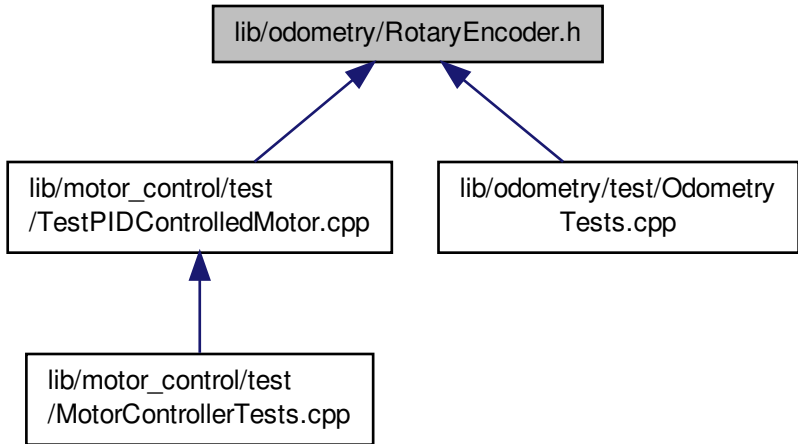 lib/odometry/RotaryEncoder.h
lib/motor_control/test
/TestPIDControlledMotor.cpp
lib/odometry/test/Odometry
Tests.cpp
lib/motor_control/test
/MotorControllerTests.cpp